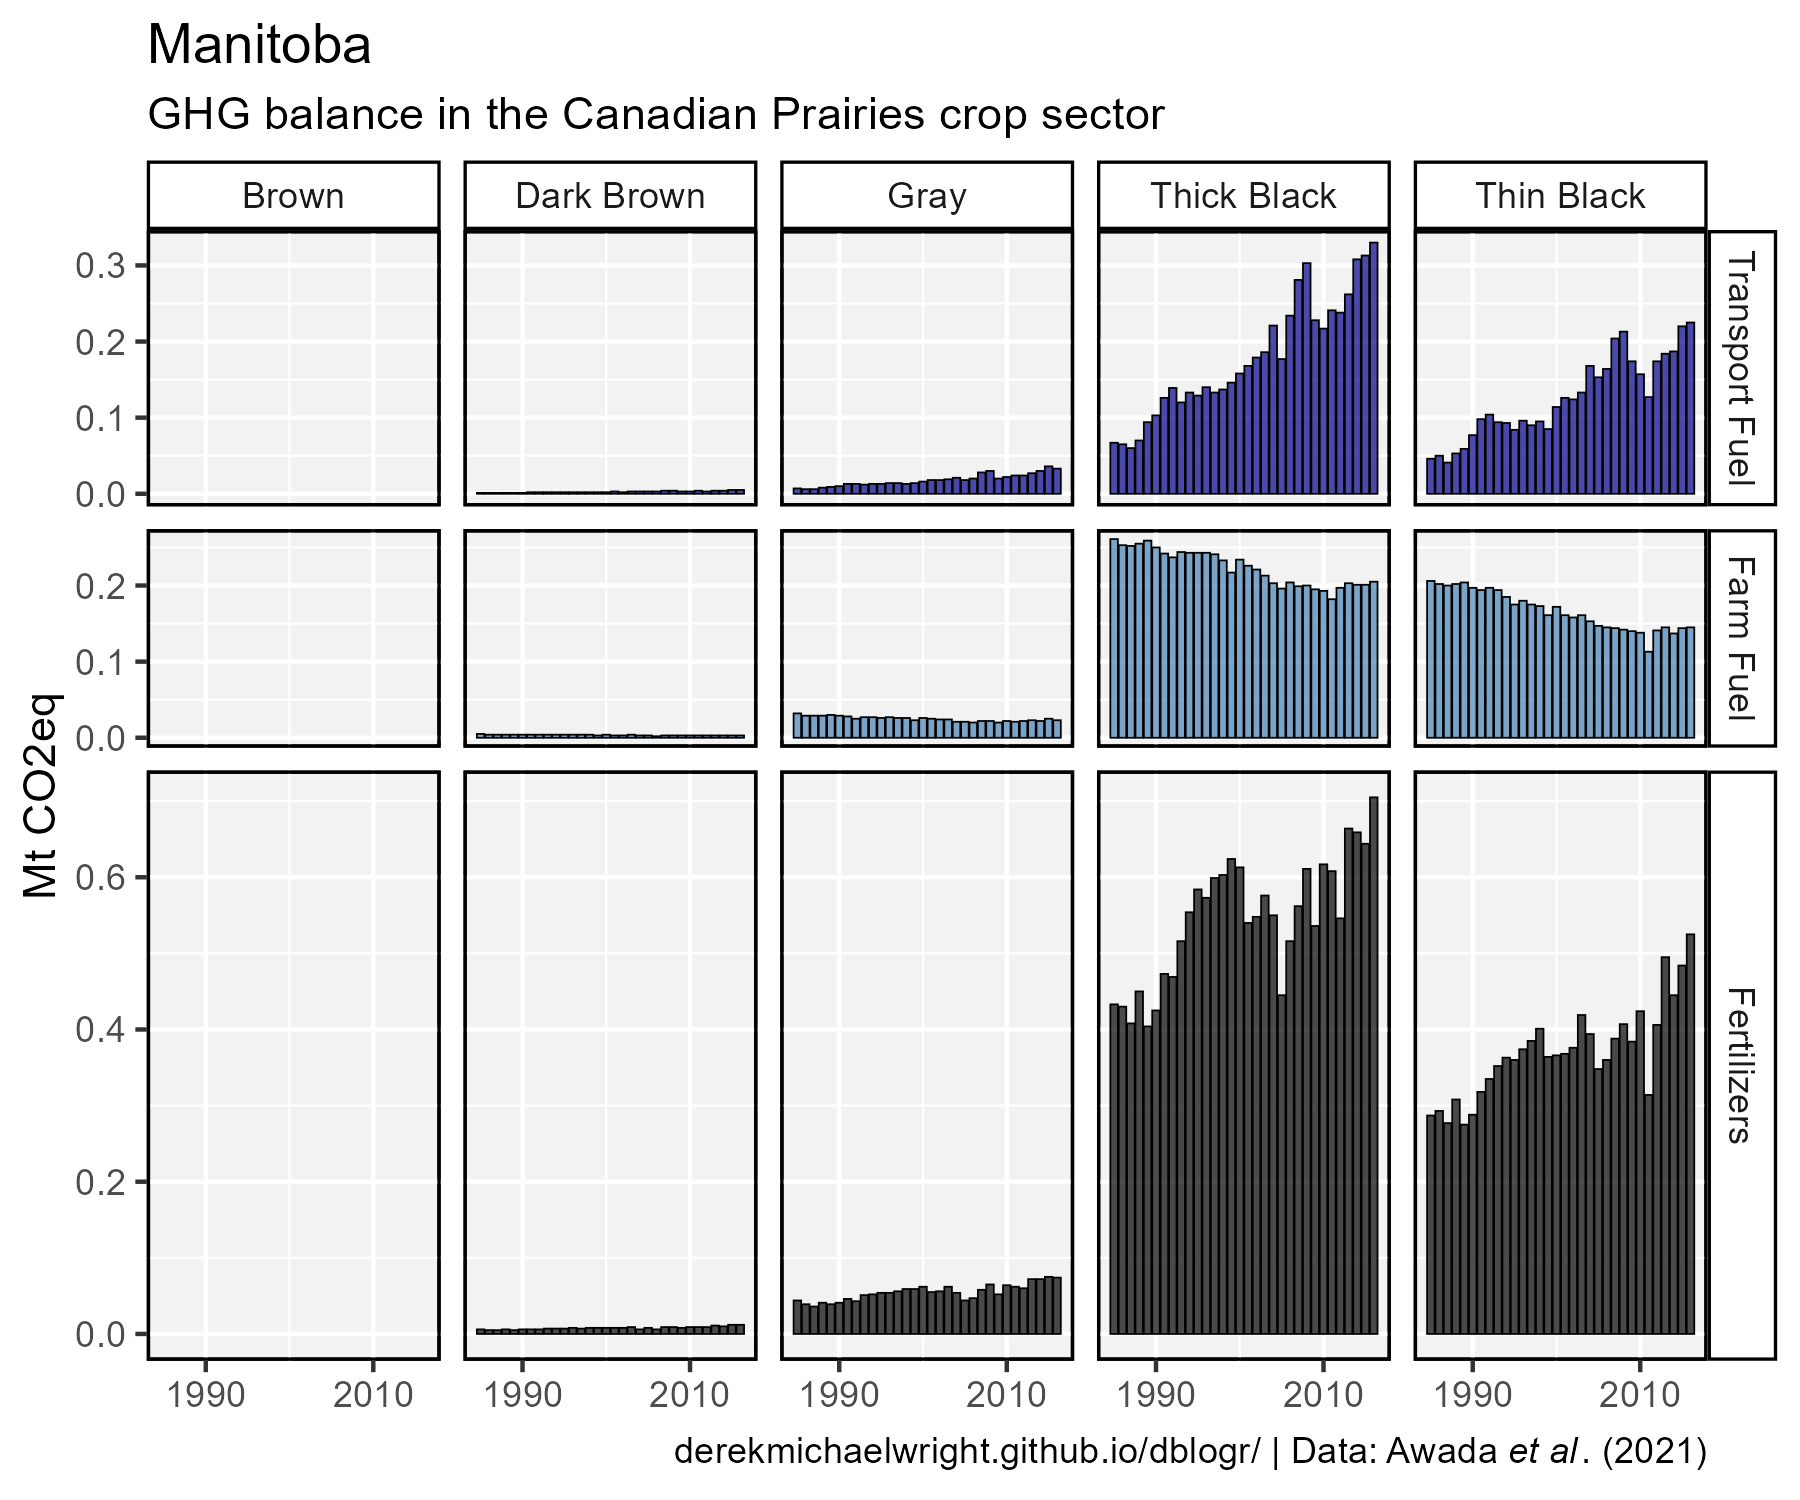 Manitoba
GHG balance in the Canadian Prairies crop sector
Brown
Dark Brown
Gray
Thick Black
Thin Black
0.3
0.2
0.1
0.0
Transport Fuel
0.2
0.1
0.0
Farm Fuel
Mt CO2eq
0.6
0.4
0.2
0.0
Fertilizers
1990 2010
1990 2010
1990 2010
1990 2010
1990 2010
derekmichaelwright.github.io/dblogr/ | Data: Awada et al. (2021)